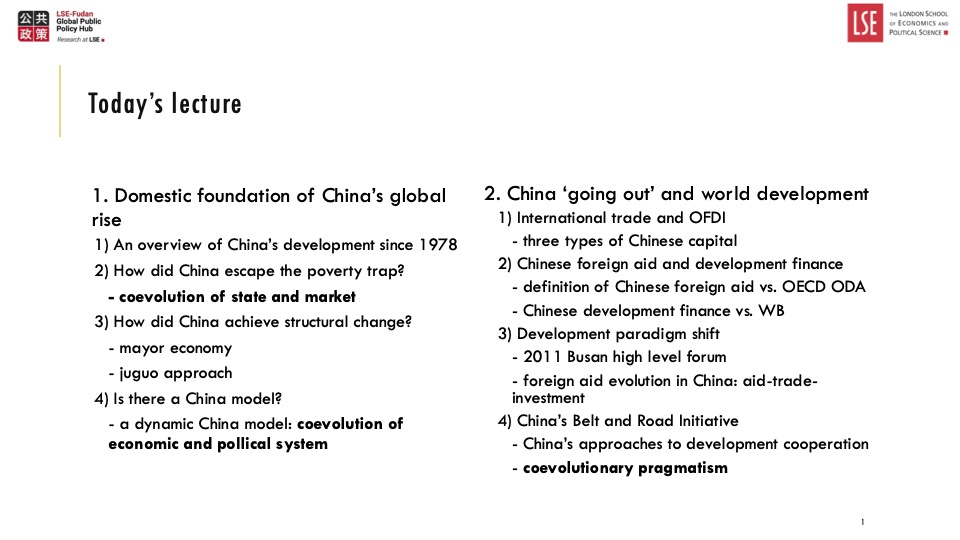 公共
政策
LSE-Fudan
Global Public
Policy Hub
Research at LSE
LSE
THE LONDON SCHOOL
OF ECONOMICS AND
POLITICAL SCIENCE
Today's lecture
1. Domestic foundation of China's global
rise
1) An overview of China's development since 1978
2) How did China escape the poverty trap?
- coevolution of state and market
3) How did China achieve structural change?
- mayor economy
- juguo approach
4) Is there a China model?
- a dynamic China model: coevolution of
economic and pollical system
2. China 'going out' and world development
1) International trade and OFDI
- three types of Chinese capital
2) Chinese foreign aid and development finance
- definition of Chinese foreign aid vs. OECD ODA
- Chinese development finance vs. WB
3) Development paradigm shift
- 2011 Busan high level forum
- foreign aid evolution in China: aid-trade-
investment
4) China's Belt and Road Initiative
- China's approaches to development cooperation
- coevolutionary pragmatism
1